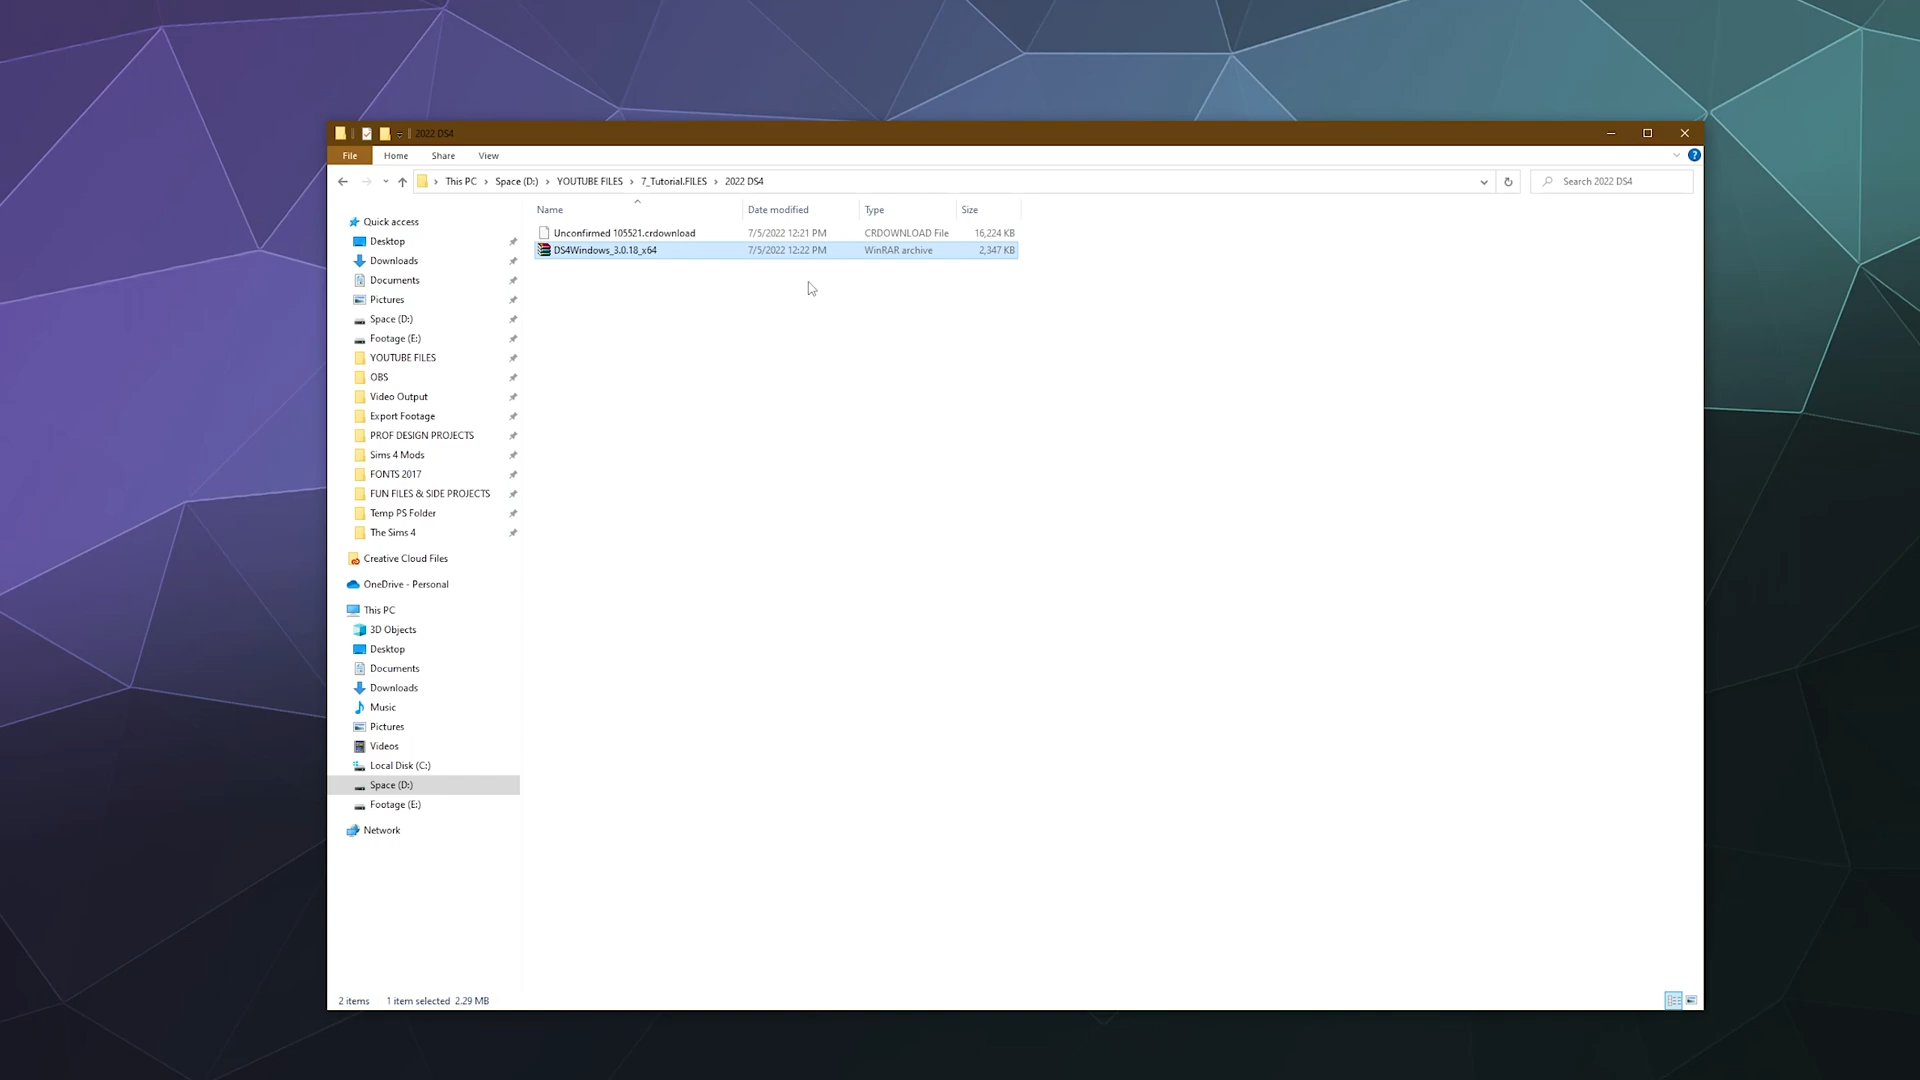 2022 DS4
File Home Share View
This PC Space (D:) YOUTUBE FILES 7_Tutorial.FILES 2022 DS4
Search 2022 DS4
Name Date modified Type Size
Unconfirmed 105521.crdownload 7/5/2022 12:21 PM CRDOWNLOAD File 16,224 KB
DS4Windows_3.0.18_x64 7/5/2022 12:22 PM WinRAR archive 2,347 KB
Quick access
Desktop
Downloads
Documents
Pictures
Space (D:)
Footage (E:)
YOUTUBE FILES
OBS
Video Output
Export Footage
PROF DESIGN PROJECTS
Sims 4 Mods
FONTS 2017
FUN FILES & SIDE PROJECTS
Temp PS Folder
The Sims 4
Creative Cloud Files
OneDrive - Personal
This PC
3D Objects
Desktop
Documents
Downloads
Music
Pictures
Videos
Local Disk (C:)
Space (D:)
Footage (E:)
Network
2 items 1 item selected 2.29 MB